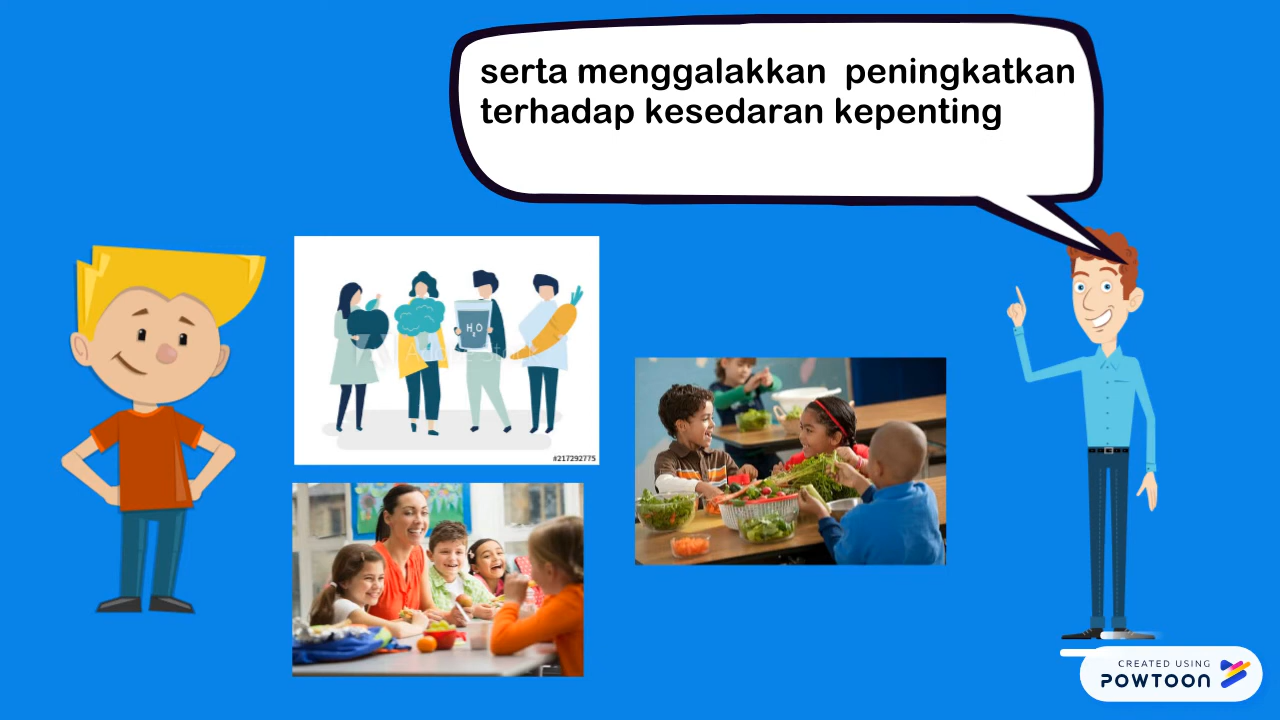 serta menggalakkan  peningkatkan
terhadap kesedaran kepenting
H₂O
#217292775
CREATED USING
POWTOON